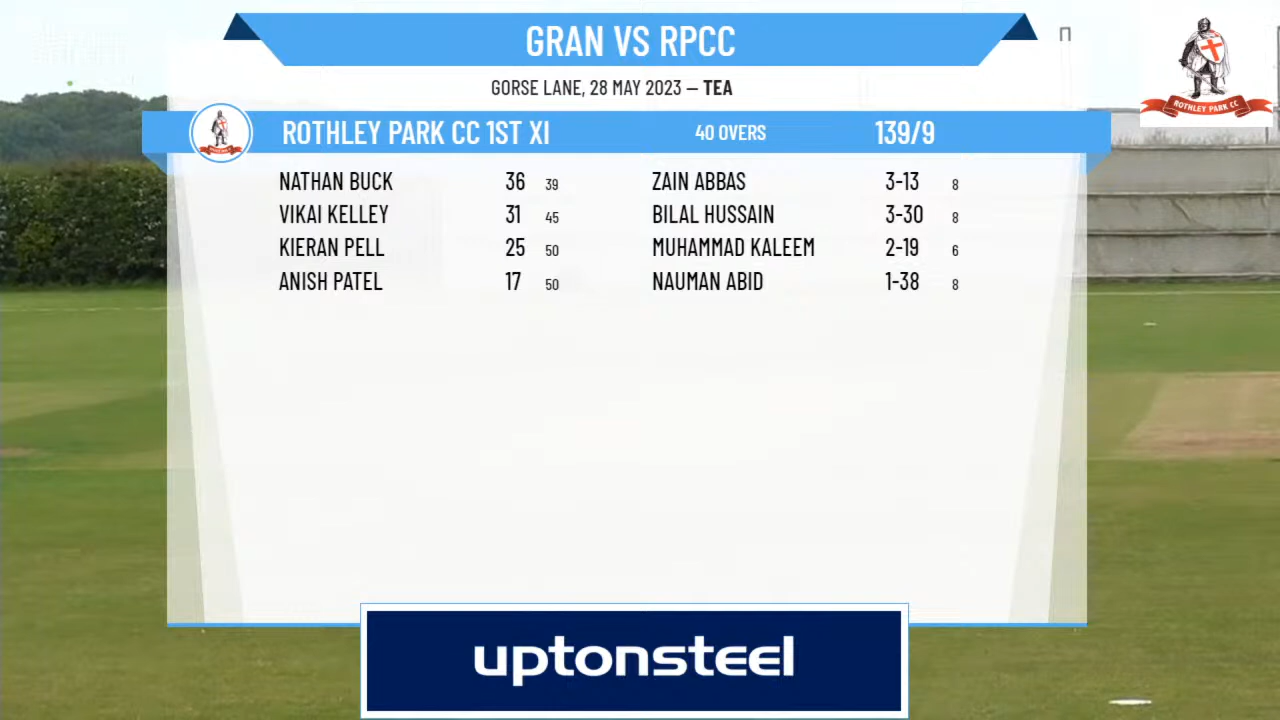 GRAN VS RPCC
GORSE LANE, 28 MAY 2023 – TEA
ROTHLEY PARK CC
ROTHLEY PARK CC 1ST XI 40 OVERS 139/9
NATHAN BUCK 36 39 ZAIN ABBAS 3-13 8
VIKAI KELLEY 31 45 BILAL HUSSAIN 3-30 8
KIERAN PELL 25 50 MUHAMMAD KALEEM 2-19 6
ANISH PATEL 17 50 NAUMAN ABID 1-38 8
uptonsteel